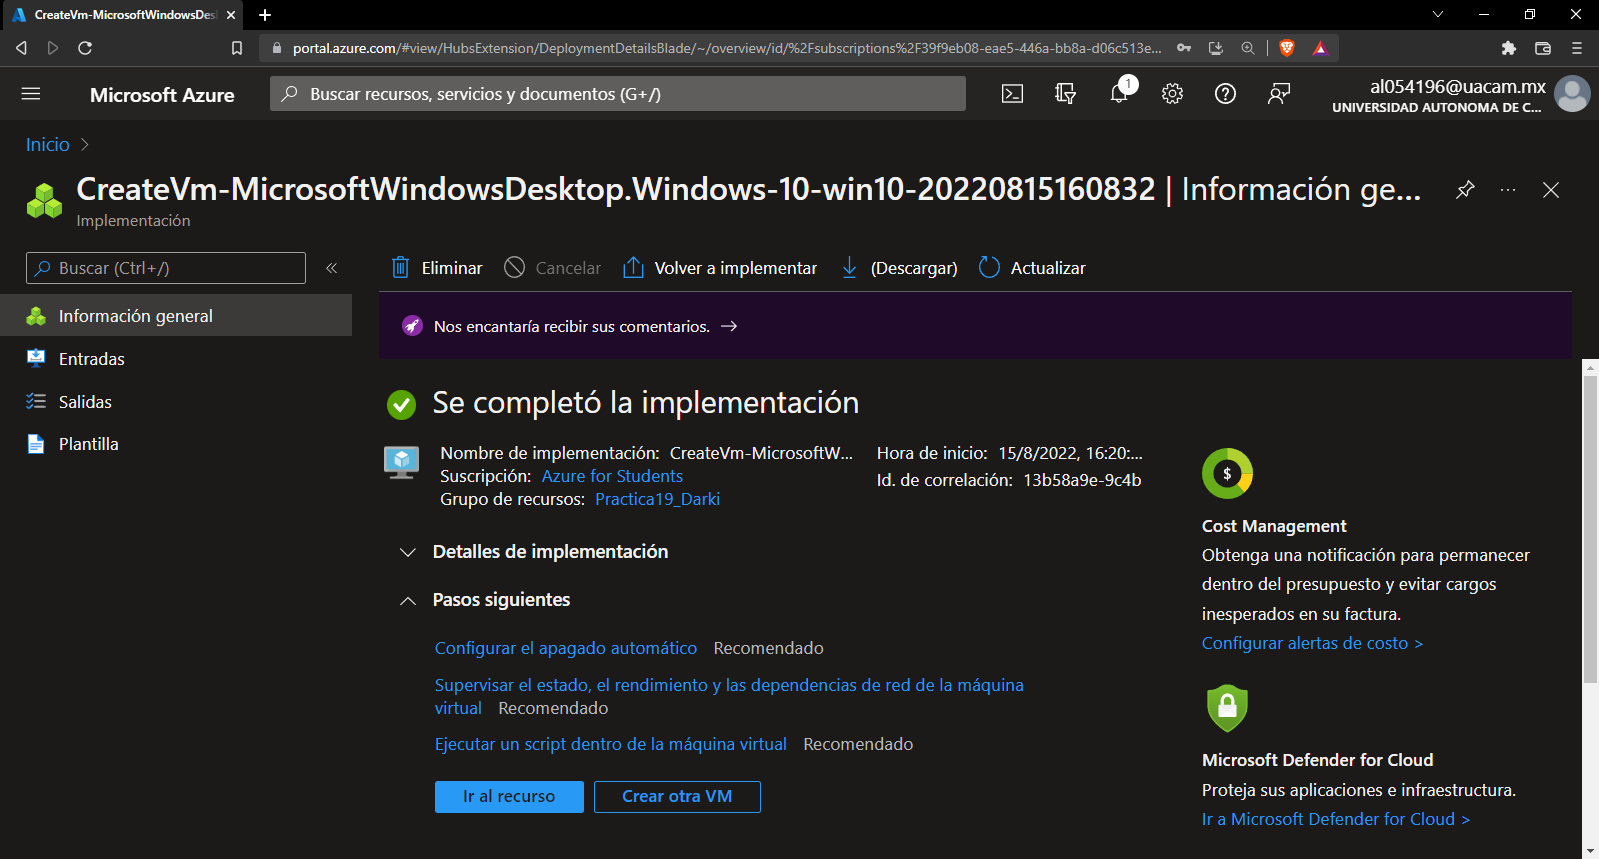 CreateVm-MicrosoftWindowsDesl
portal.azure.com/#view/HubsExtension/DeploymentDetailsBlade/~/overview/id/%2Fsubscriptions%2F39f9eb08-eae5-446a-bb8a-d06c513e...
Microsoft Azure
Buscar recursos, servicios y documentos (G+/)
1
al054196@uacam.mx
UNIVERSIDAD AUTONOMA DE C...
Inicio
CreateVm-MicrosoftWindowsDesktop.Windows-10-win10-20220815160832 | Información ge...
Implementación
Buscar (Ctrl+/)
«
Eliminar
Cancelar
Volver a implementar
(Descargar)
Actualizar
Información general
Entradas
Salidas
Plantilla
Nos encantaría recibir sus comentarios. →
Se completó la implementación
Nombre de implementación: CreateVm-MicrosoftW...
Suscripción: Azure for Students
Grupo de recursos: Practica19_Darki
Hora de inicio: 15/8/2022, 16:20:...
Id. de correlación: 13b58a9e-9c4b
Detalles de implementación
Pasos siguientes
Configurar el apagado automático Recomendado
Supervisar el estado, el rendimiento y las dependencias de red de la máquina
virtual Recomendado
Ejecutar un script dentro de la máquina virtual Recomendado
Ir al recurso
Crear otra VM
$
Cost Management
Obtenga una notificación para permanecer
dentro del presupuesto y evitar cargos
inesperados en su factura.
Configurar alertas de costo >
Microsoft Defender for Cloud
Proteja sus aplicaciones e infraestructura.
Ir a Microsoft Defender for Cloud >